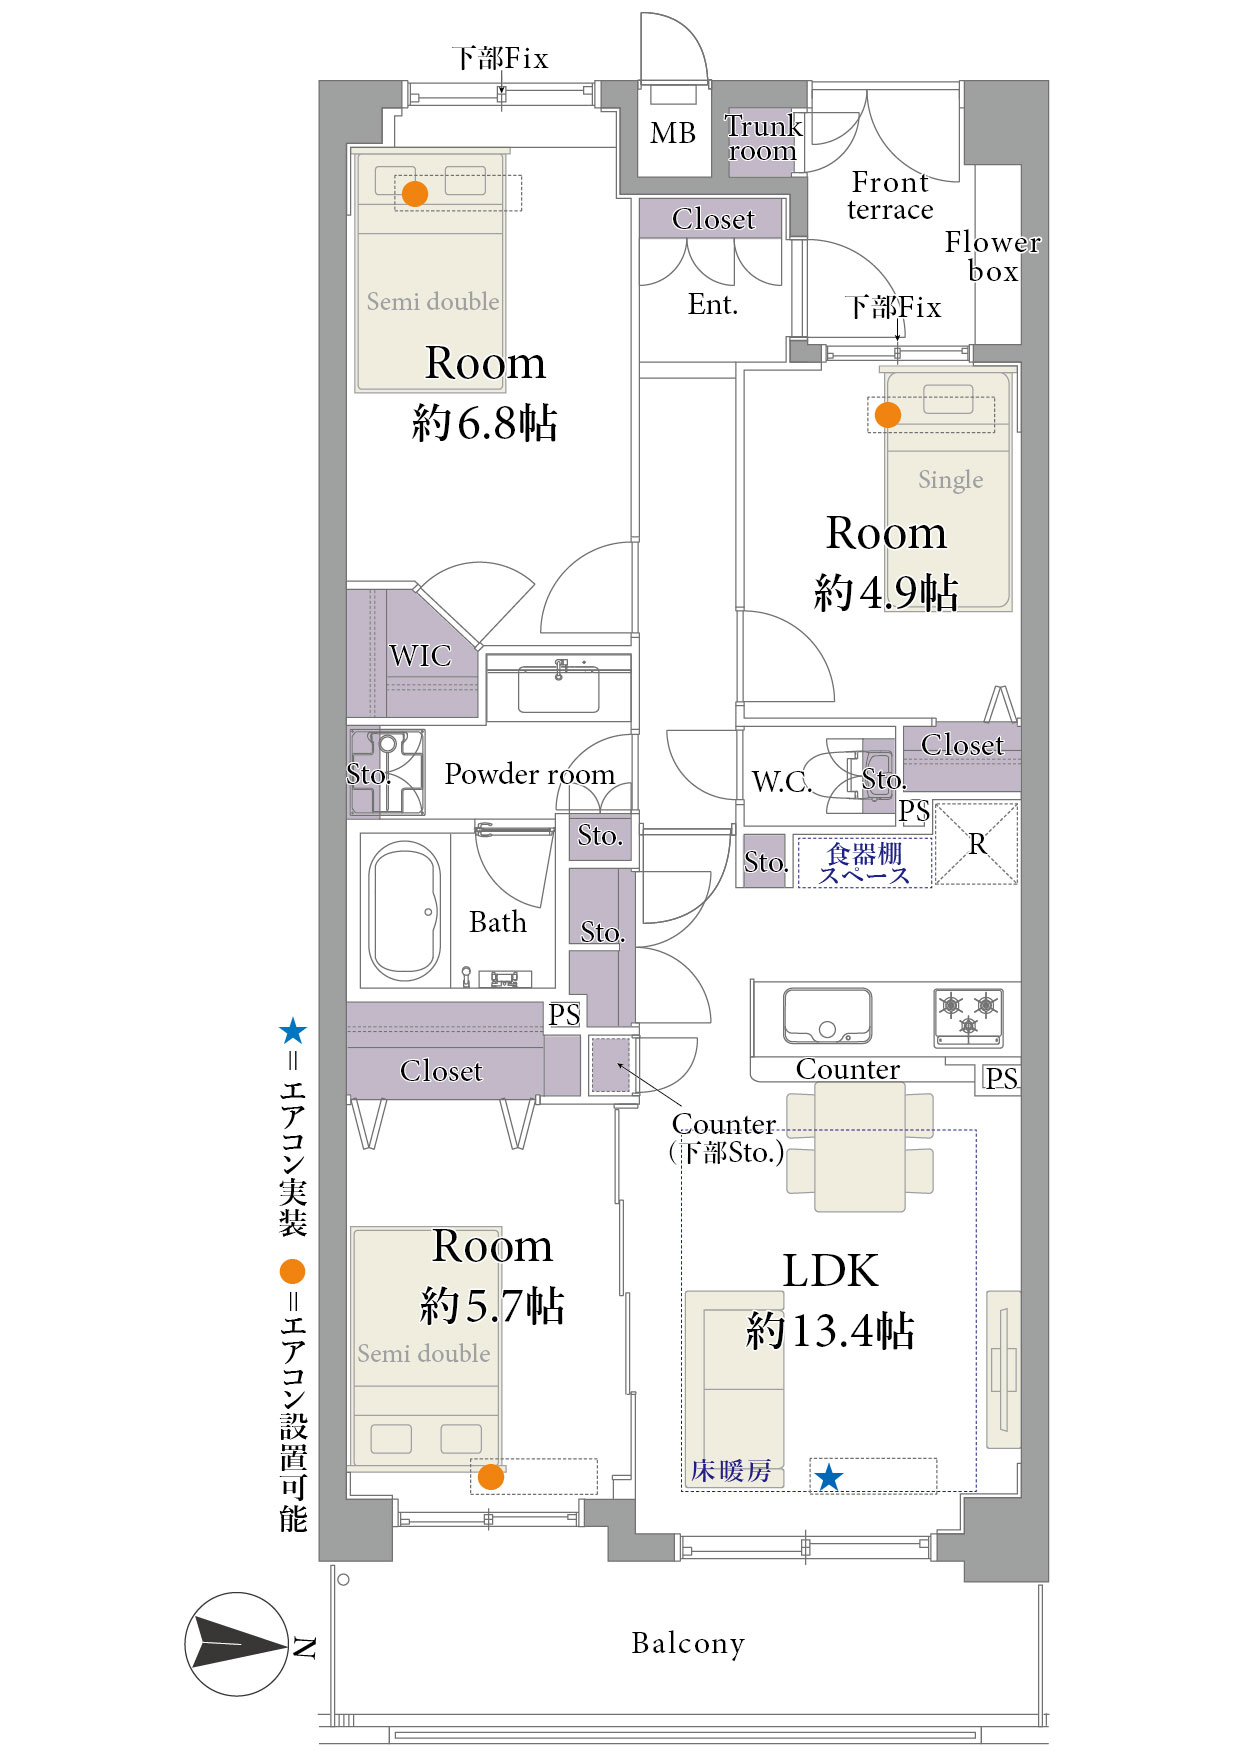 下部Fix
MB
Trunk
room
Front
terrace
Closet
Flower
box
Ent.
下部Fix
Semi double
Room
約6.8帖
Single
Room
約4.9帖
WIC
Closet
Sto.
Powder room
W.C.
Sto.
PS
Sto.
Sto.
食器棚
スペース
R
Bath
Sto.
PS
Closet
Counter
PS
Counter
(下部Sto.)
Room
約5.7帖
Semi double
LDK
約13.4帖
床暖房
★=エアコン実装 ●=エアコン設置可能
N
Balcony